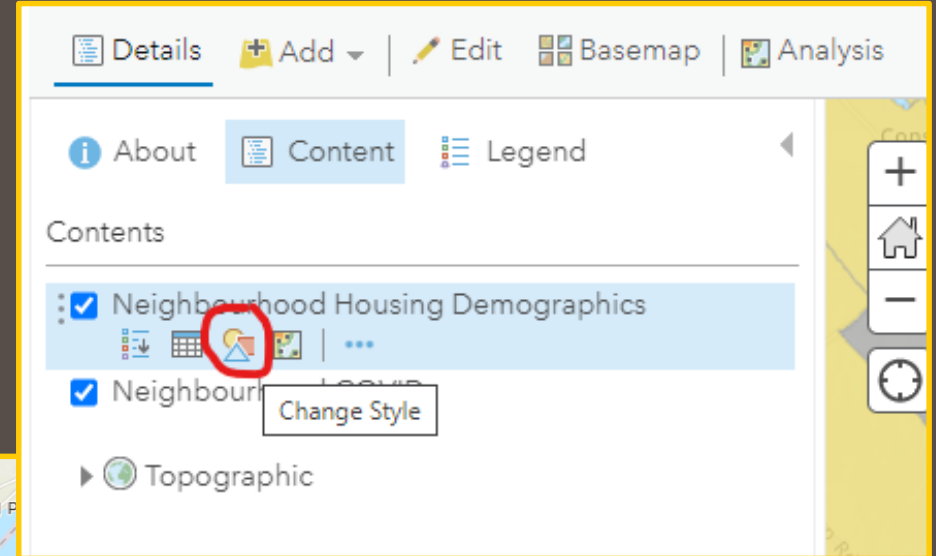 Details Add Edit Basemap Analysis
About Content Legend
Contents
Neighbourhood Housing Demographics
Change Style
Topographic